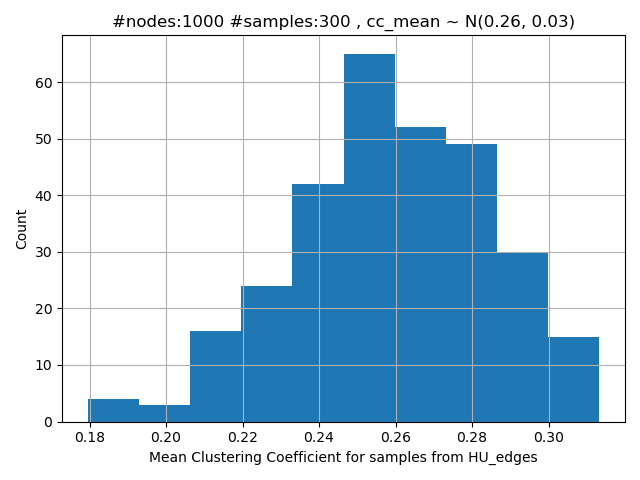 #nodes:1000 #samples:300 , cc_mean ~ N(0.26, 0.03)
60
50
40
30
20
10
0
Count
0.18 0.20 0.22 0.24 0.26 0.28 0.30
Mean Clustering Coefficient for samples from HU_edges